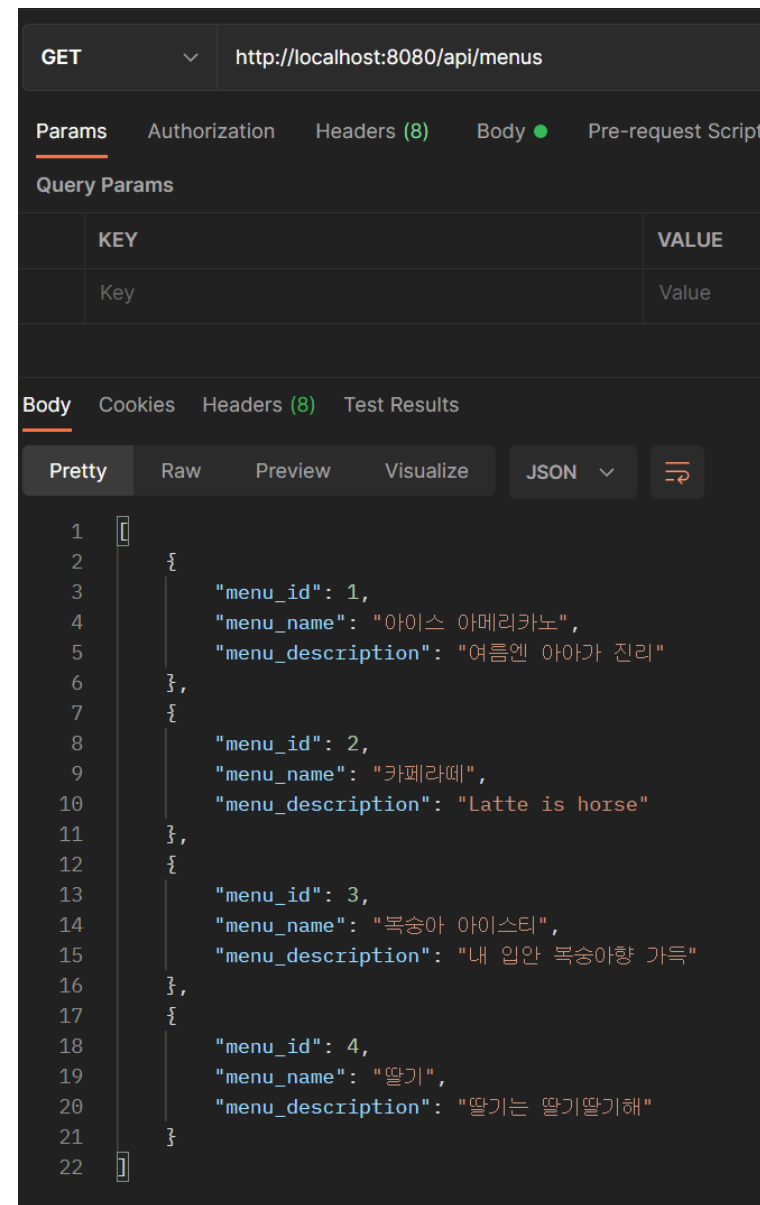 GET http://localhost:8080/api/menus
Params Authorization Headers (8) Body Pre-request Script
Query Params
KEY VALUE
Key Value
Body Cookies Headers (8) Test Results
Pretty Raw Preview Visualize JSON
1 [
2 {
3 "menu_id": 1,
4 "menu_name": "아이스 아메리카노",
5 "menu_description": "여름엔 아아가 진리"
6 },
7 {
8 "menu_id": 2,
9 "menu_name": "카페라떼",
10 "menu_description": "Latte is horse"
11 },
12 {
13 "menu_id": 3,
14 "menu_name": "복숭아 아이스티",
15 "menu_description": "내 입안 복숭아향 가득"
16 },
17 {
18 "menu_id": 4,
19 "menu_name": "딸기",
20 "menu_description": "딸기는 딸기딸기해"
21 }
22 ]